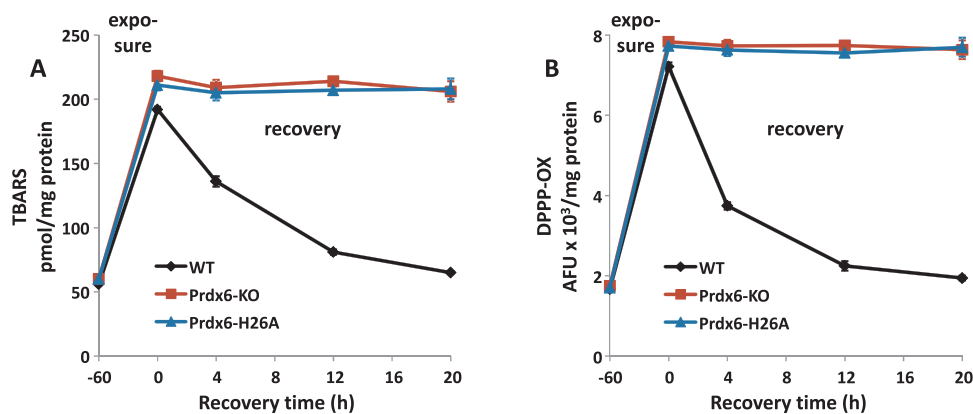 expo-
sure
A
250
200
150
100
50
0
TBARS
pmol/mg protein
recovery
WT
Prdx6-KO
Prdx6-H26A
-60 0 4 8 12 16 20
Recovery time (h)
expo-
sure
B
8
6
4
2
0
DPPP-OX
AFU x 10³/mg protein
recovery
WT
Prdx6-KO
Prdx6-H26A
-60 0 4 8 12 16 20
Recovery time (h)